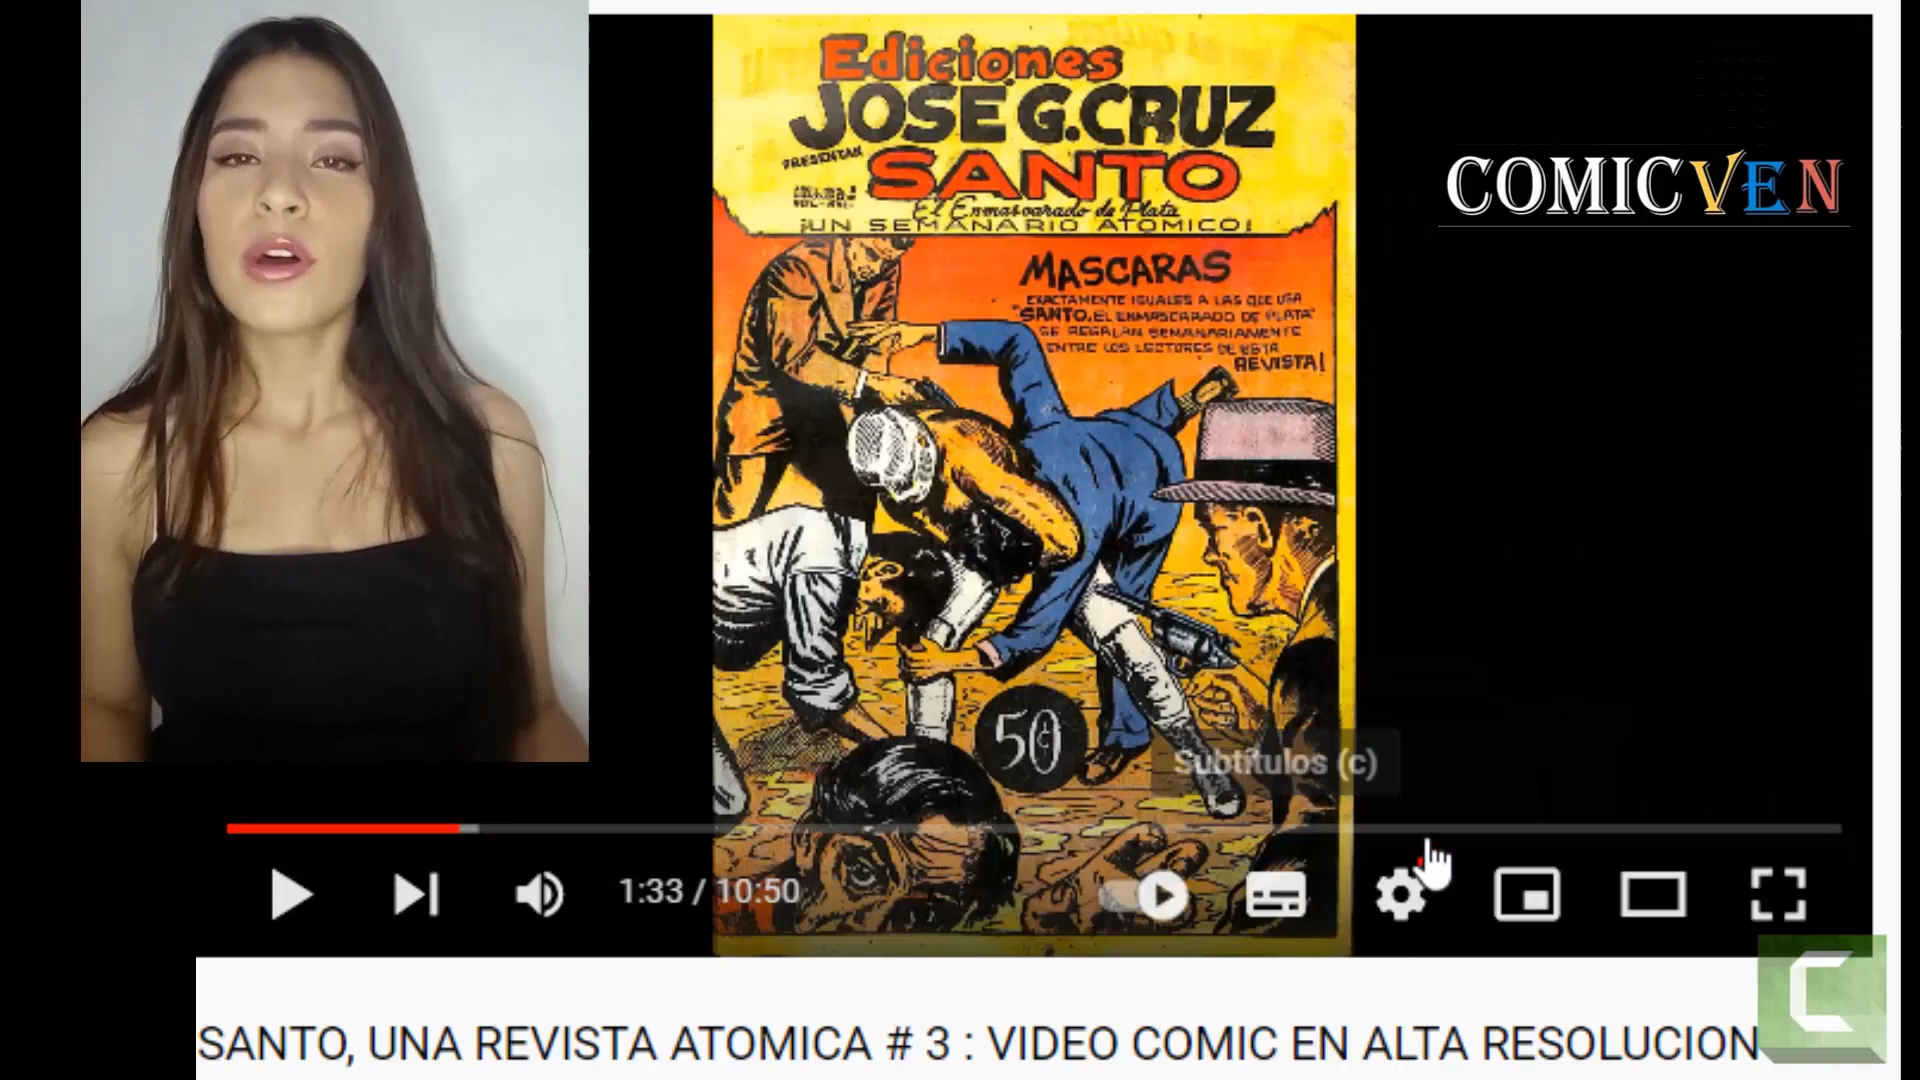 Ediciones
JOSE G. CRUZ
PRESENTAN
SANTO
El Enmascarado de Plata
¡UN SEMANARIO ATOMICO!
MASCARAS
EXACTAMENTE IGUALES A LAS QUE USA
"SANTO, EL ENMASCARADO DE PLATA"
SE REGALAN SEMANARIAMENTE
ENTRE LOS LECTORES DE ESTA
REVISTA!
50¢
COMICVEN
Subtítulos (c)
1:33 / 10:50
SANTO, UNA REVISTA ATOMICA # 3 : VIDEO COMIC EN ALTA RESOLUCION
C